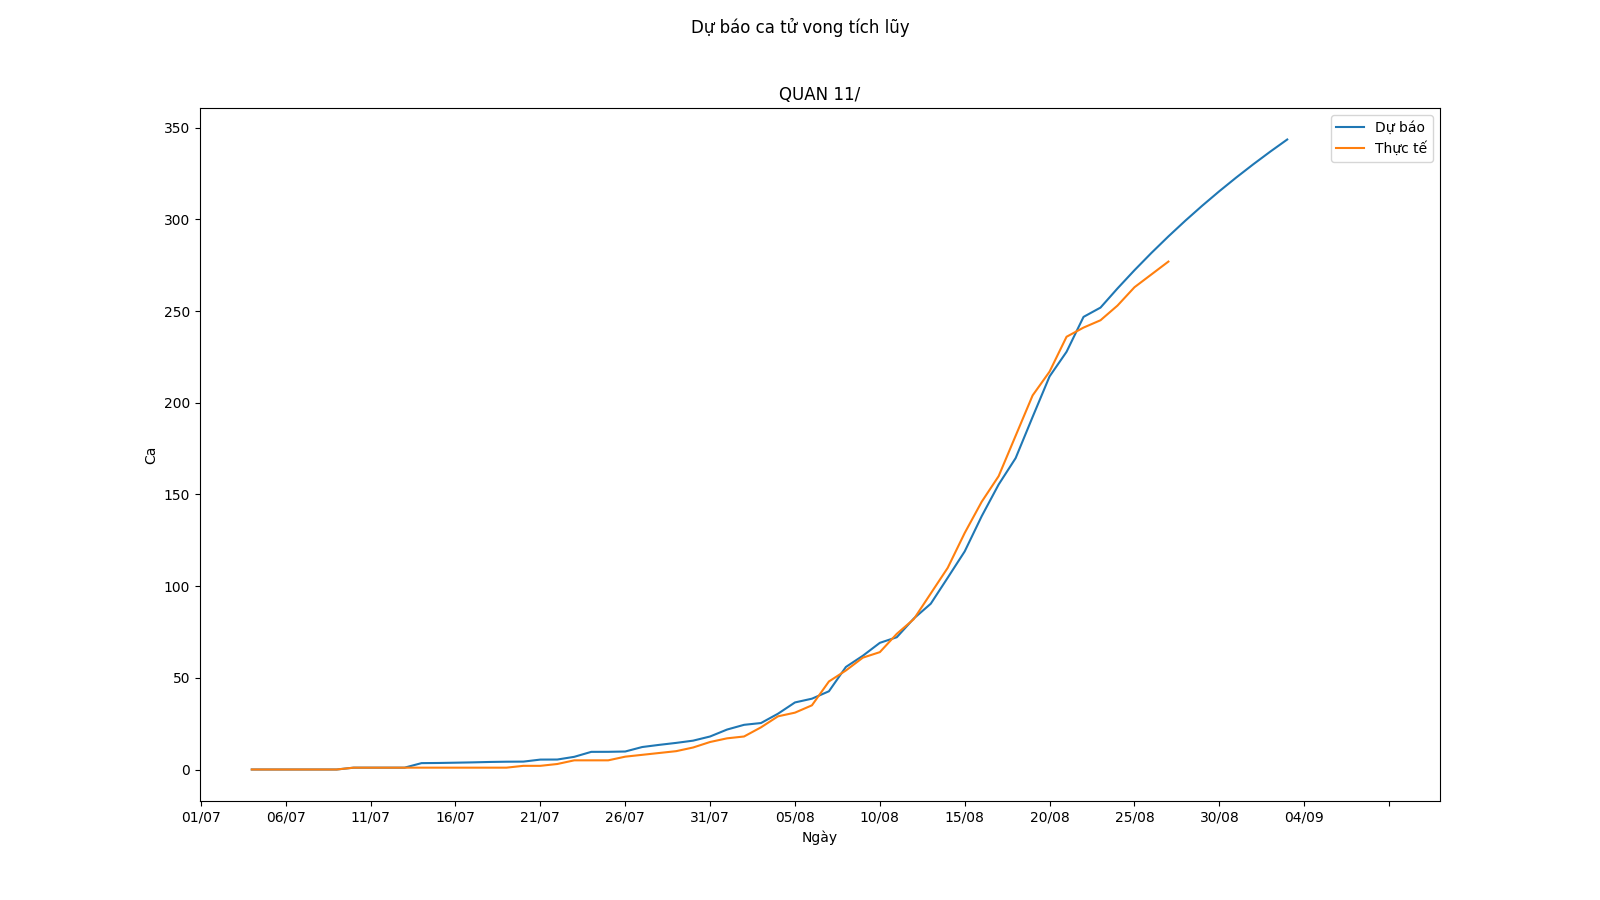 Dự báo ca tử vong tích lũy
QUAN 11/
Dự báo
Thực tế
350
300
250
200
150
100
50
0
Ca
01/07 06/07 11/07 16/07 21/07 26/07 31/07 05/08 10/08 15/08 20/08 25/08 30/08 04/09
Ngày